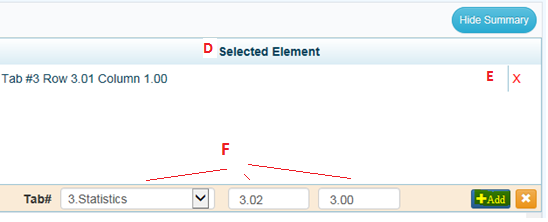 Hide Summary
D Selected Element
Tab #3 Row 3.01 Column 1.00 E X
F
Tab# 3.Statistics 3.02 3.00 +Add ×